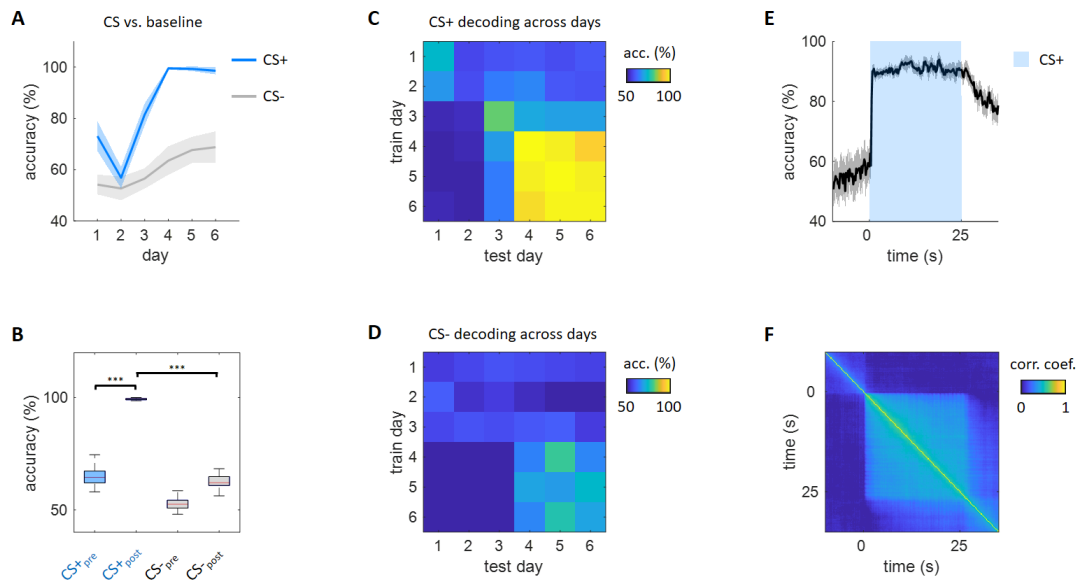 A
CS vs. baseline
accuracy (%)
100
80
60
40
1 2 3 4 5 6
day
CS+
CS-
C
CS+ decoding across days
train day
1
2
3
4
5
6
1 2 3 4 5 6
test day
acc. (%)
50 100
E
accuracy (%)
100
80
60
40
0 25
time (s)
CS+
B
accuracy (%)
100
50
***
***
CS+pre
CS+post
CS-pre
CS-post
D
CS- decoding across days
train day
1
2
3
4
5
6
1 2 3 4 5 6
test day
acc. (%)
50 100
F
time (s)
0
25
0 25
time (s)
corr. coef.
0 1